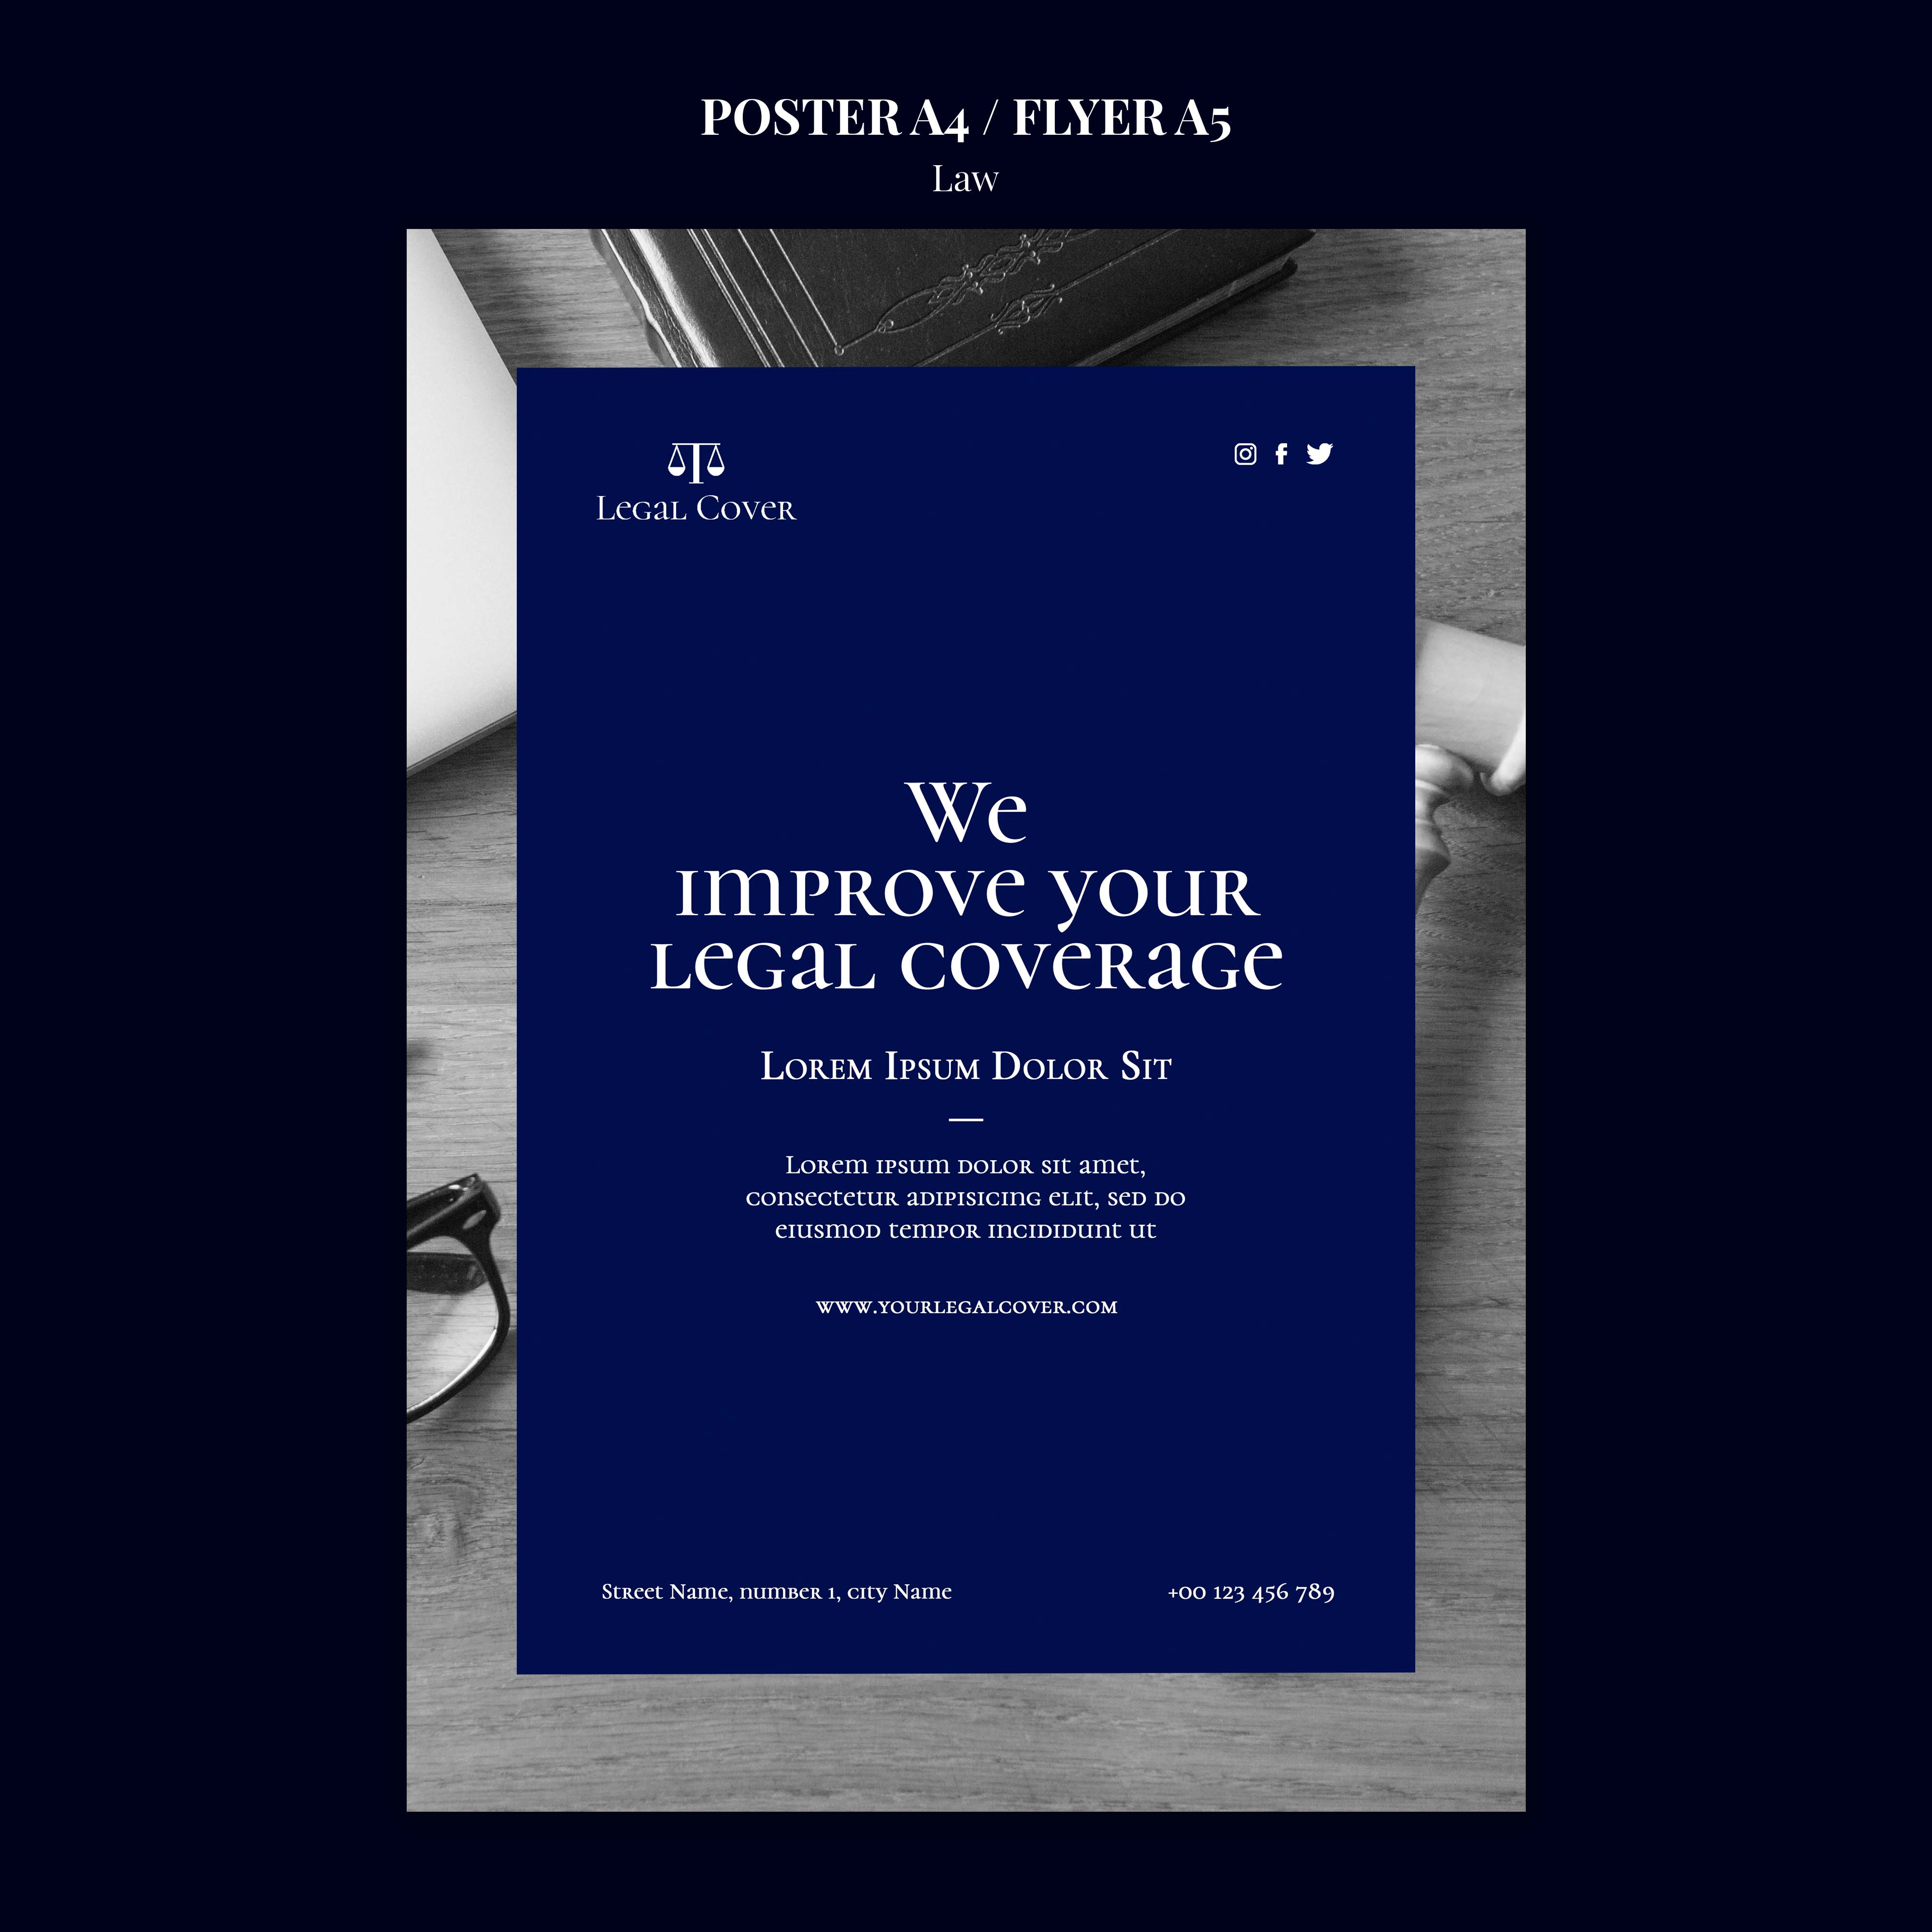 POSTER A4 / FLYER A5
Law
Legal Cover
We
improve your
legal coverage
Lorem Ipsum Dolor Sit
Lorem ipsum dolor sit amet,
consectetur adipisicing elit, sed do
eiusmod tempor incididunt ut
www.yourlegalcover.com
Street Name, number 1, city Name
+00 123 456 789